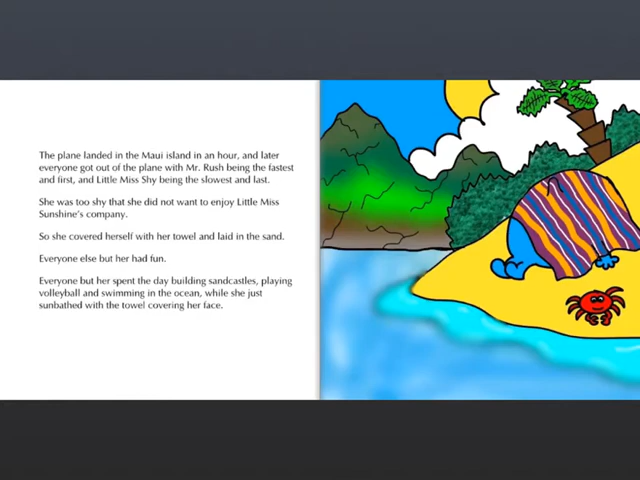 The plane landed in the Maui island in an hour, and later
everyone got out of the plane with Mr. Rush being the fastest
and first, and Little Miss Shy being the slowest and last.
She was too shy that she did not want to enjoy Little Miss
Sunshine's company.
So she covered herself with her towel and laid in the sand.
Everyone else but her had fun.
Everyone but her spent the day building sandcastles, playing
volleyball and swimming in the ocean, while she just
sunbathed with the towel covering her face.